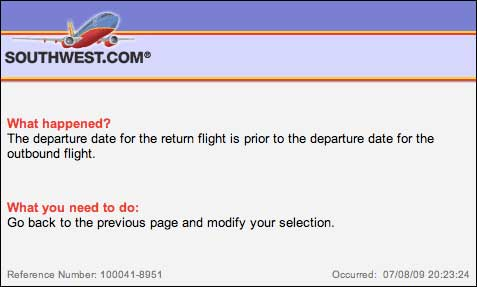 SOUTHWEST.COM®
What happened?
The departure date for the return flight is prior to the departure date for the
outbound flight.
What you need to do:
Go back to the previous page and modify your selection.
Reference Number: 100041-8951 Occurred: 07/08/09 20:23:24